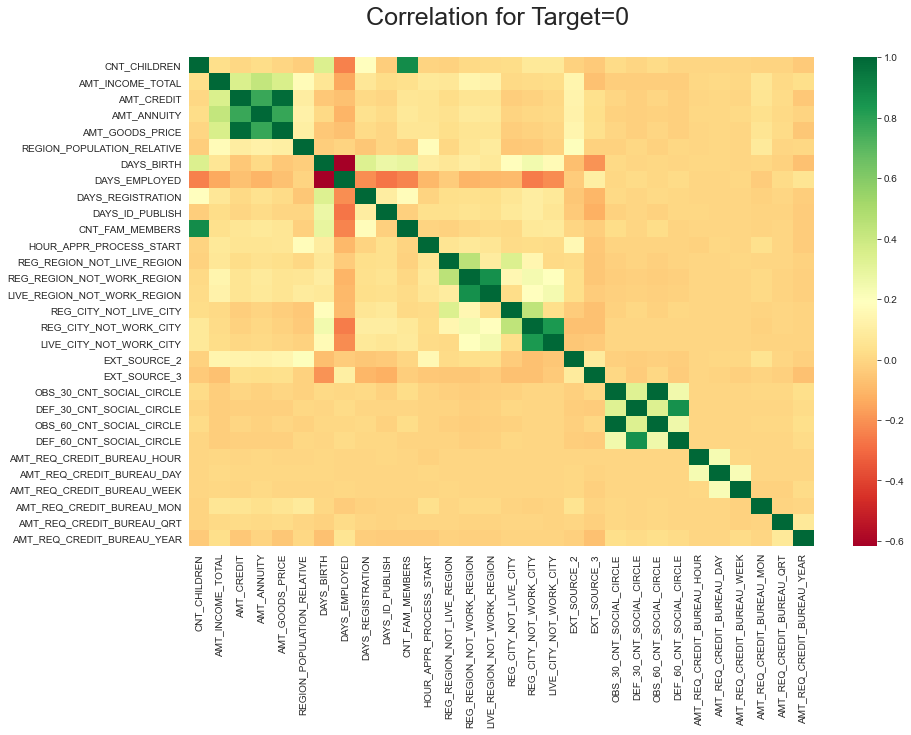 Correlation for Target=0
CNT_CHILDREN
AMT_INCOME_TOTAL
AMT_CREDIT
AMT_ANNUITY
AMT_GOODS_PRICE
REGION_POPULATION_RELATIVE
DAYS_BIRTH
DAYS_EMPLOYED
DAYS_REGISTRATION
DAYS_ID_PUBLISH
CNT_FAM_MEMBERS
HOUR_APPR_PROCESS_START
REG_REGION_NOT_LIVE_REGION
REG_REGION_NOT_WORK_REGION
LIVE_REGION_NOT_WORK_REGION
REG_CITY_NOT_LIVE_CITY
REG_CITY_NOT_WORK_CITY
LIVE_CITY_NOT_WORK_CITY
EXT_SOURCE_2
EXT_SOURCE_3
OBS_30_CNT_SOCIAL_CIRCLE
DEF_30_CNT_SOCIAL_CIRCLE
OBS_60_CNT_SOCIAL_CIRCLE
DEF_60_CNT_SOCIAL_CIRCLE
AMT_REQ_CREDIT_BUREAU_HOUR
AMT_REQ_CREDIT_BUREAU_DAY
AMT_REQ_CREDIT_BUREAU_WEEK
AMT_REQ_CREDIT_BUREAU_MON
AMT_REQ_CREDIT_BUREAU_QRT
AMT_REQ_CREDIT_BUREAU_YEAR
CNT_CHILDREN
AMT_INCOME_TOTAL
AMT_CREDIT
AMT_ANNUITY
AMT_GOODS_PRICE
REGION_POPULATION_RELATIVE
DAYS_BIRTH
DAYS_EMPLOYED
DAYS_REGISTRATION
DAYS_ID_PUBLISH
CNT_FAM_MEMBERS
HOUR_APPR_PROCESS_START
REG_REGION_NOT_LIVE_REGION
REG_REGION_NOT_WORK_REGION
LIVE_REGION_NOT_WORK_REGION
REG_CITY_NOT_LIVE_CITY
REG_CITY_NOT_WORK_CITY
LIVE_CITY_NOT_WORK_CITY
EXT_SOURCE_2
EXT_SOURCE_3
OBS_30_CNT_SOCIAL_CIRCLE
DEF_30_CNT_SOCIAL_CIRCLE
OBS_60_CNT_SOCIAL_CIRCLE
DEF_60_CNT_SOCIAL_CIRCLE
AMT_REQ_CREDIT_BUREAU_HOUR
AMT_REQ_CREDIT_BUREAU_DAY
AMT_REQ_CREDIT_BUREAU_WEEK
AMT_REQ_CREDIT_BUREAU_MON
AMT_REQ_CREDIT_BUREAU_QRT
AMT_REQ_CREDIT_BUREAU_YEAR
1.0
0.8
0.6
0.4
0.2
0.0
−0.2
−0.4
−0.6